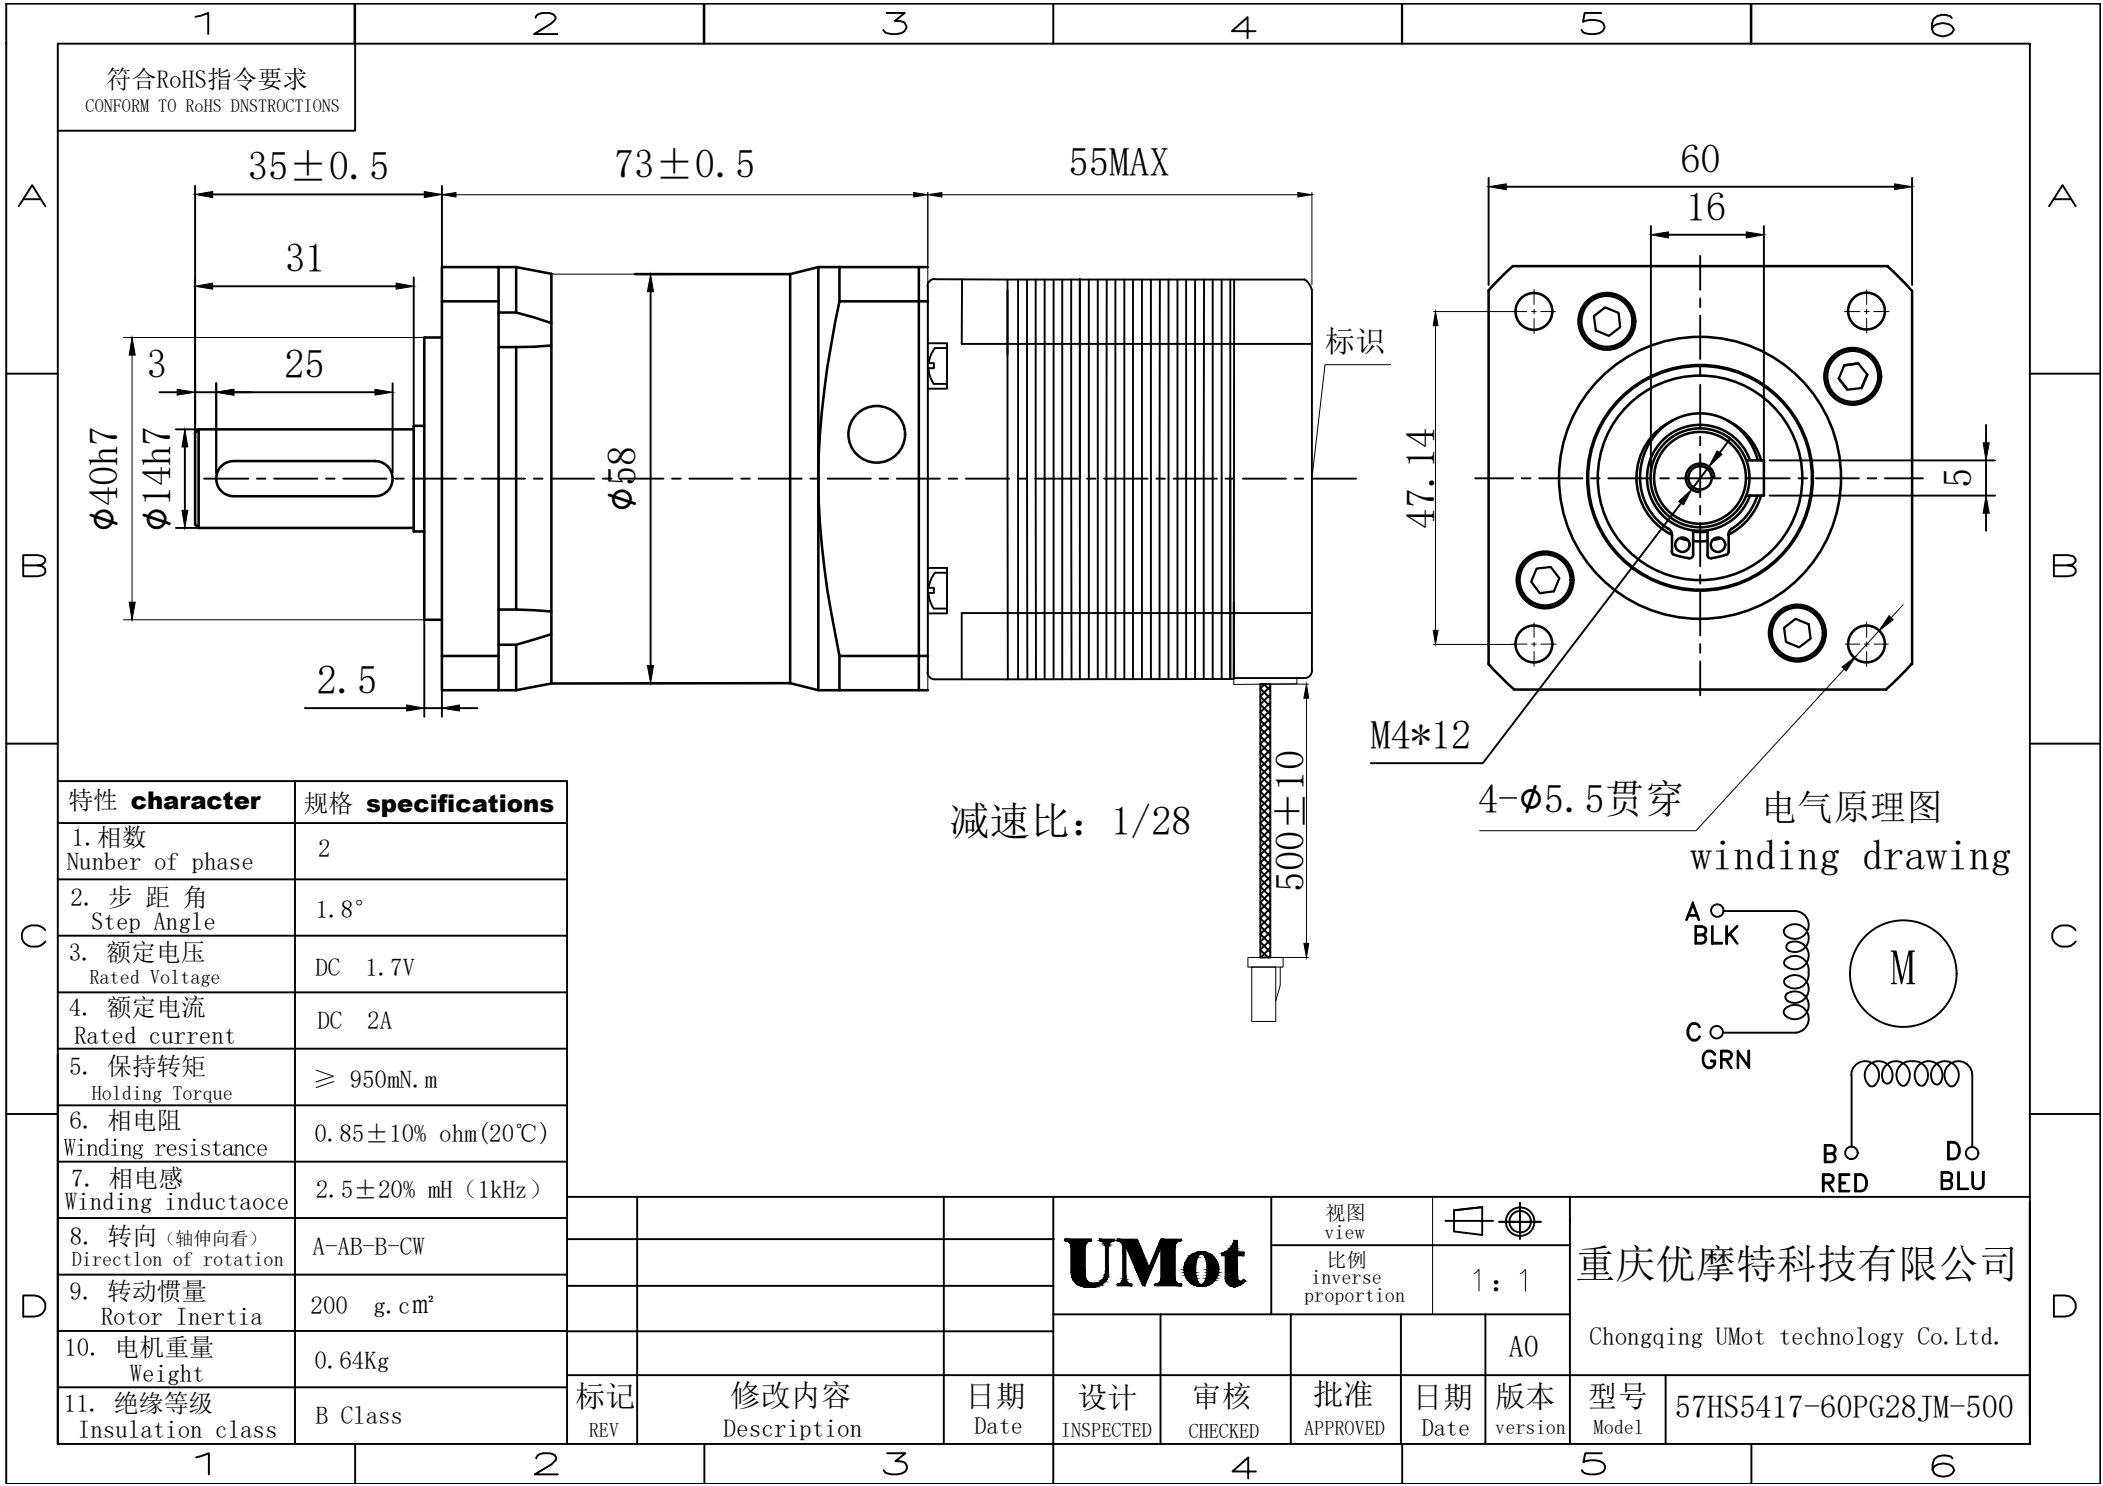 1 2 3 4 5 6
符合RoHS指令要求
CONFORM TO RoHS DNSTROCTIONS
A
A
B
B
C
C
D
D
35±0.5
73±0.5
55MAX
31
3
25
ϕ40h7
ϕ14h7
ϕ58
2.5
标识
500±10
减速比: 1/28
60
16
47.14
5
M4*12
4-ϕ5.5贯穿
电气原理图
winding drawing
A
BLK
C
GRN
M
B
RED
D
BLU
特性 character 规格 specifications
1.相数
Nunber of phase
2
2. 步 距 角
Step Angle
1.8°
3. 额定电压
Rated Voltage
DC 1.7V
4. 额定电流
Rated current
DC 2A
5. 保持转矩
Holding Torque
≥ 950mN.m
6. 相电阻
Winding resistance
0.85±10% ohm(20℃)
7. 相电感
Winding inductaoce
2.5±20% mH（1kHz）
8. 转向（轴伸向看）
Directlon of rotation
A-AB-B-CW
9. 转动惯量
Rotor Inertia
200 g.cm²
10. 电机重量
Weight
0.64Kg
11. 绝缘等级
Insulation class
B Class
标记
REV
修改内容
Description
日期
Date
UMot
视图
view
比例
inverse
proportion
1:1
A0
设计
INSPECTED
审核
CHECKED
批准
APPROVED
日期
Date
版本
version
重庆优摩特科技有限公司
Chongqing UMot technology Co.Ltd.
型号
Model
57HS5417-60PG28JM-500
1 2 3 4 5 6